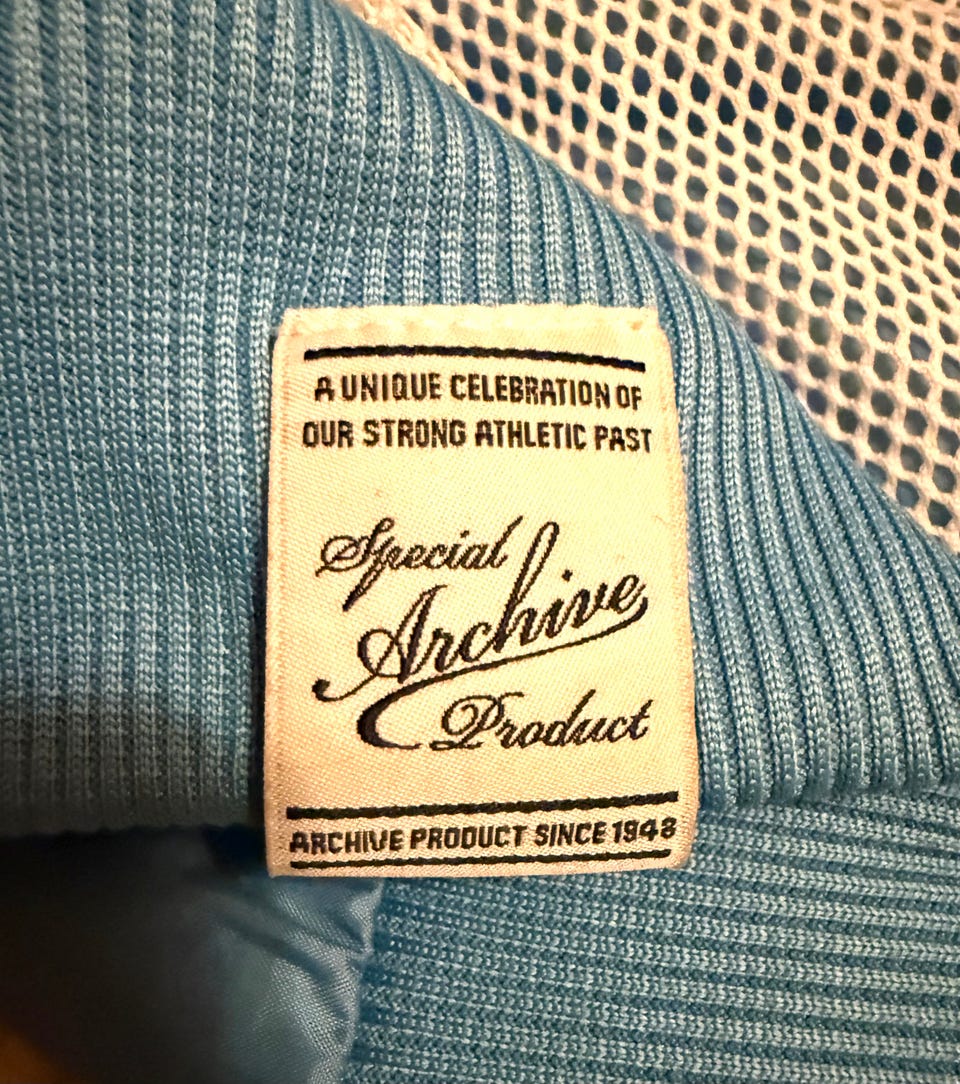 A UNIQUE CELEBRATION OF
OUR STRONG ATHLETIC PAST
Special
Archive
Product
ARCHIVE PRODUCT SINCE 1948